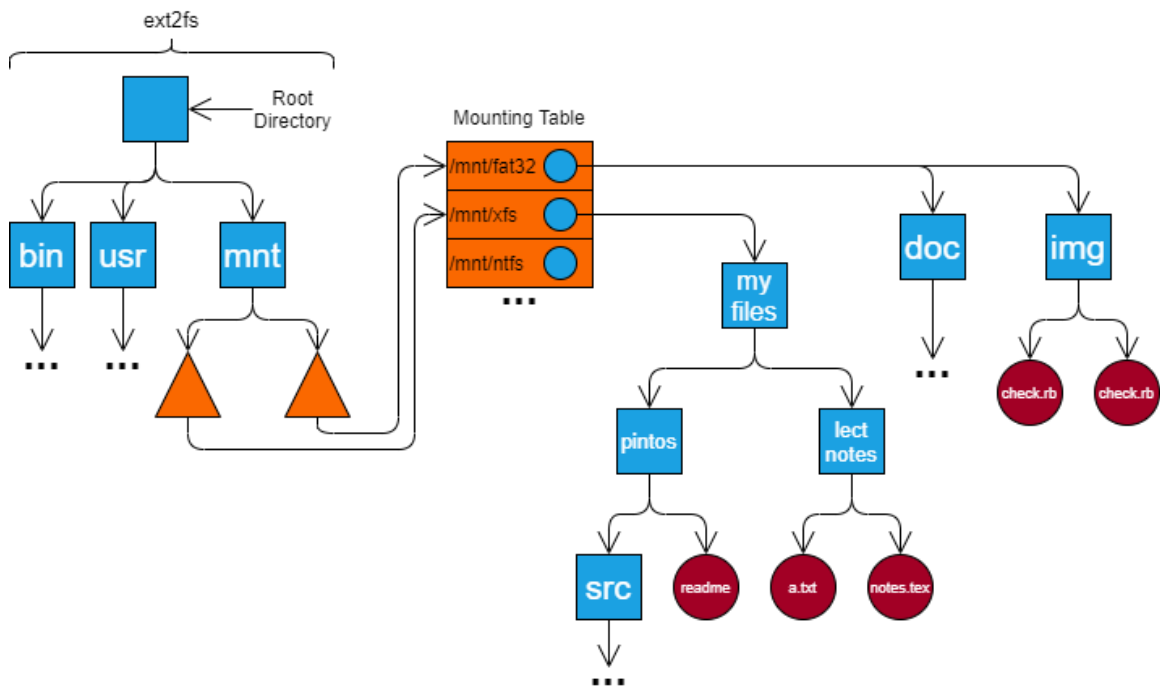 ext2fs
Root
Directory
Mounting Table
/mnt/fat32
/mnt/xfs
/mnt/ntfs
...
bin
usr
mnt
...
...
doc
img
my
files
...
check.rb
check.rb
pintos
lect
notes
src
readme
a.txt
notes.tex
...